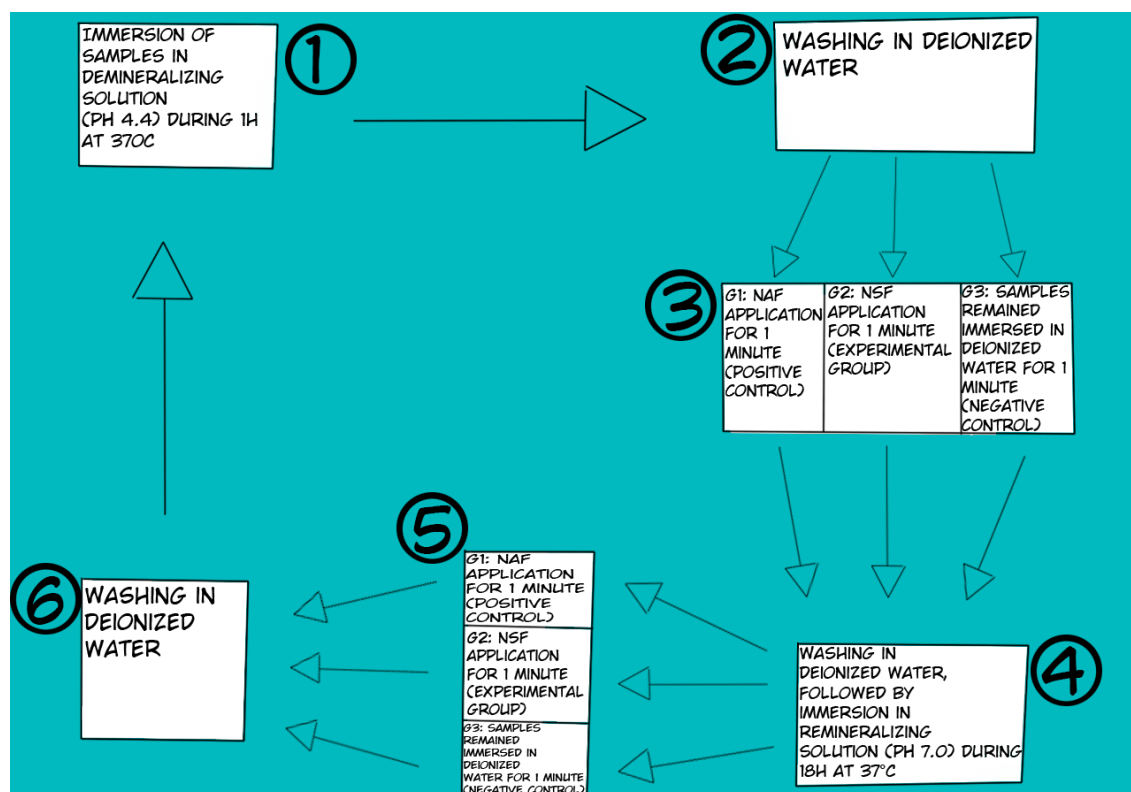 IMMERSION OF
SAMPLES IN
DEMINERALIZING
SOLUTION
(PH 4.4) DURING 1H
AT 370C
1
2
WASHING IN DEIONIZED
WATER
3
G1: NAF
APPLICATION
FOR 1
MINUTE
(POSITIVE
CONTROL)
G2: NSF
APPLICATION
FOR 1 MINUTE
(EXPERIMENTAL
GROUP)
G3: SAMPLES
REMAINED
IMMERSED IN
DEIONIZED
WATER FOR 1
MINUTE
(NEGATIVE
CONTROL)
4
WASHING IN
DEIONIZED WATER,
FOLLOWED BY
IMMERSION IN
REMINERALIZING
SOLUTION (PH 7.0) DURING
18H AT 37°C
5
G1: NAF
APPLICATION
FOR 1 MINUTE
(POSITIVE
CONTROL)
G2: NSF
APPLICATION
FOR 1 MINUTE
(EXPERIMENTAL
GROUP)
G3: SAMPLES
REMAINED
IMMERSED IN
DEIONIZED
WATER FOR 1 MINUTE
(NEGATIVE CONTROL)
6
WASHING IN
DEIONIZED
WATER